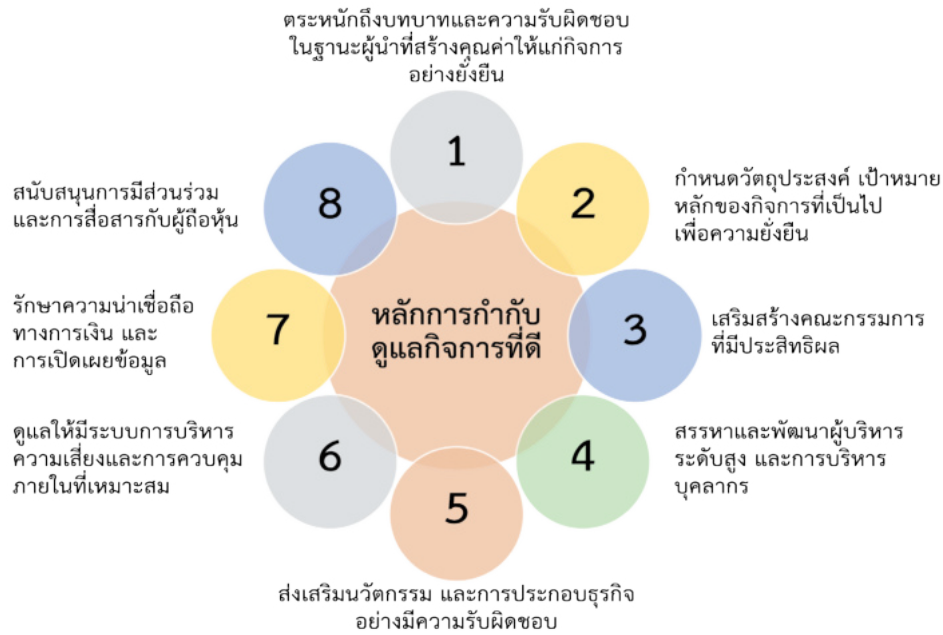 ตระหนักถึงบทบาทและความรับผิดชอบ
ในฐานะผู้นำที่สร้างคุณค่าให้แก่กิจการ
อย่างยั่งยืน
1
2
กำหนดวัตถุประสงค์ เป้าหมาย
หลักของกิจการที่เป็นไป
เพื่อความยั่งยืน
3
เสริมสร้างคณะกรรมการ
ที่มีประสิทธิผล
4
สรรหาและพัฒนาผู้บริหาร
ระดับสูง และการบริหาร
บุคลากร
5
ส่งเสริมนวัตกรรม และการประกอบธุรกิจ
อย่างมีความรับผิดชอบ
6
ดูแลให้มีระบบการบริหาร
ความเสี่ยงและการควบคุม
ภายในที่เหมาะสม
7
รักษาความน่าเชื่อถือ
ทางการเงิน และ
การเปิดเผยข้อมูล
8
สนับสนุนการมีส่วนร่วม
และการสื่อสารกับผู้ถือหุ้น
หลักการกำกับ
ดูแลกิจการที่ดี